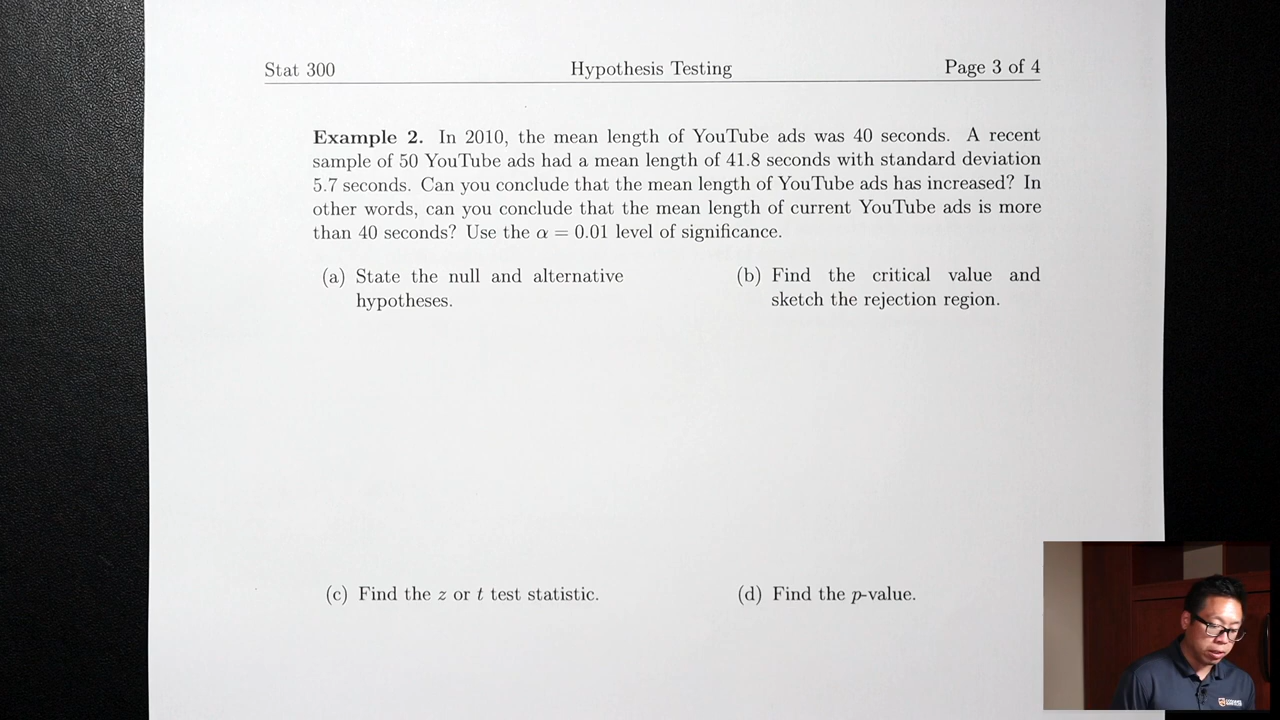 Stat 300
Hypothesis Testing
Page 3 of 4
Example 2. In 2010, the mean length of YouTube ads was 40 seconds. A recent
sample of 50 YouTube ads had a mean length of 41.8 seconds with standard deviation
5.7 seconds. Can you conclude that the mean length of YouTube ads has increased? In
other words, can you conclude that the mean length of current YouTube ads is more
than 40 seconds? Use the α = 0.01 level of significance.
(a) State the null and alternative
hypotheses.
(b) Find the critical value and
sketch the rejection region.
(c) Find the z or t test statistic.
(d) Find the p-value.